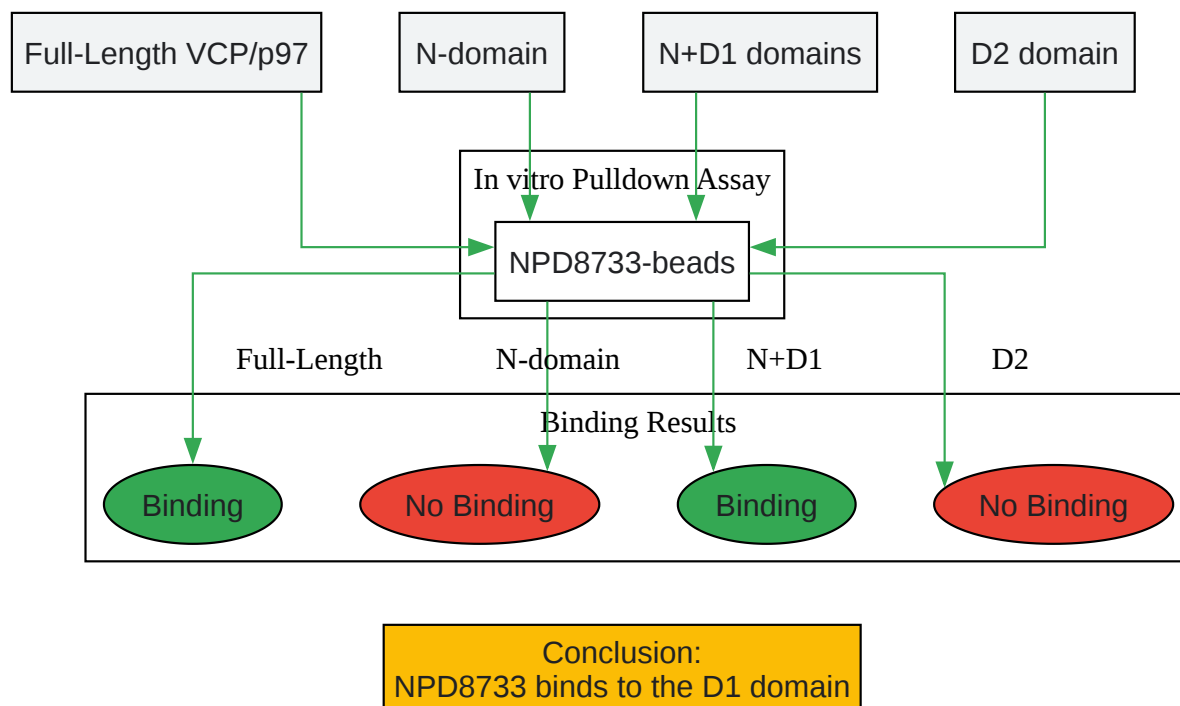 Full-Length VCP/p97
N-domain
N+D1 domains
D2 domain
In vitro Pulldown Assay
NPD8733-beads
Full-Length
N-domain
N+D1
D2
Binding Results
Binding
No Binding
Binding
No Binding
Conclusion:
NPD8733 binds to the D1 domain